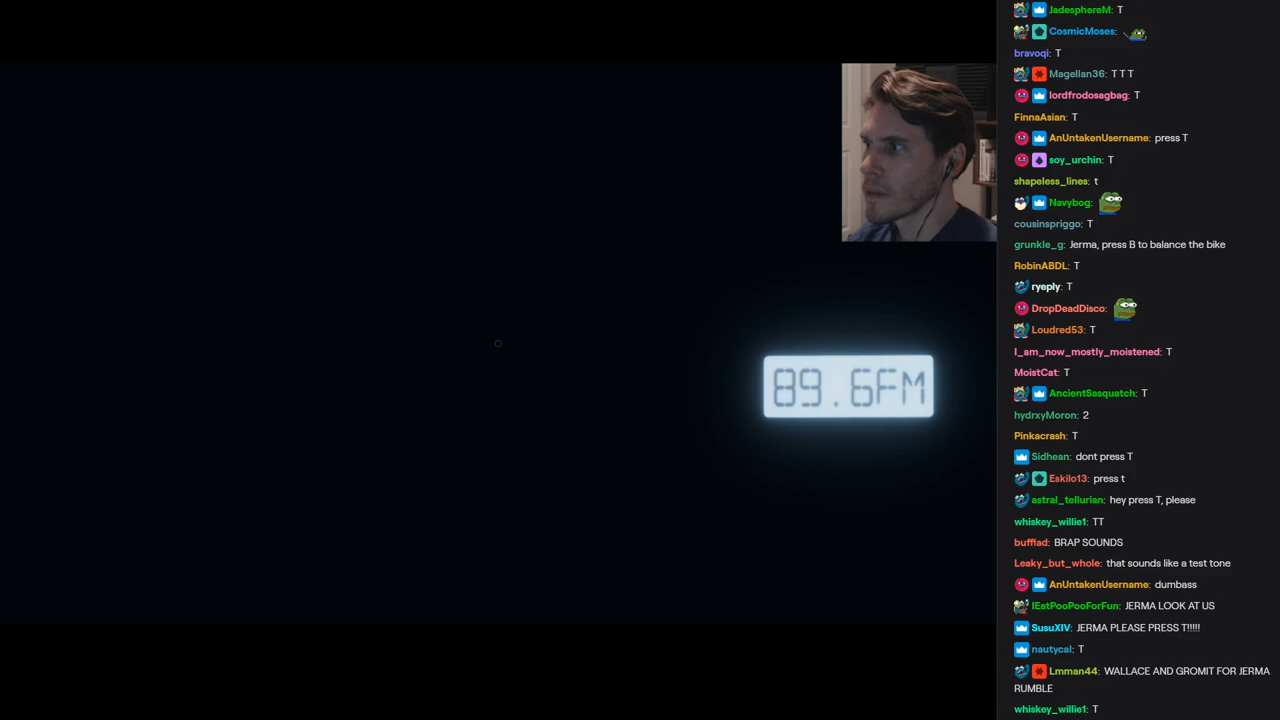 89.6FM
JadesphereM: T
CosmicMoses:
bravoqi: T
Magellan36: T T T
lordfrodosagbag: T
FinnaAsian: T
AnUntakenUsername: press T
soy_urchin: T
shapeless_lines: t
Navybog:
cousinspriggo: T
grunkle_g: Jerma, press B to balance the bike
RobinABDL: T
ryeply: T
DropDeadDisco:
Loudred53: T
I_am_now_mostly_moistened: T
MoistCat: T
AncientSasquatch: T
hydrxyMoron: 2
Pinkacrash: T
Sidhean: dont press T
Eskilo13: press t
astral_tellurian: hey press T, please
whiskey_willie1: TT
bufflad: BRAP SOUNDS
Leaky_but_whole: that sounds like a test tone
AnUntakenUsername: dumbass
IEatPooPooForFun: JERMA LOOK AT US
SusuXIV: JERMA PLEASE PRESS T!!!!!
nautycal: T
Lmman44: WALLACE AND GROMIT FOR JERMA
RUMBLE
whiskey_willie1: T